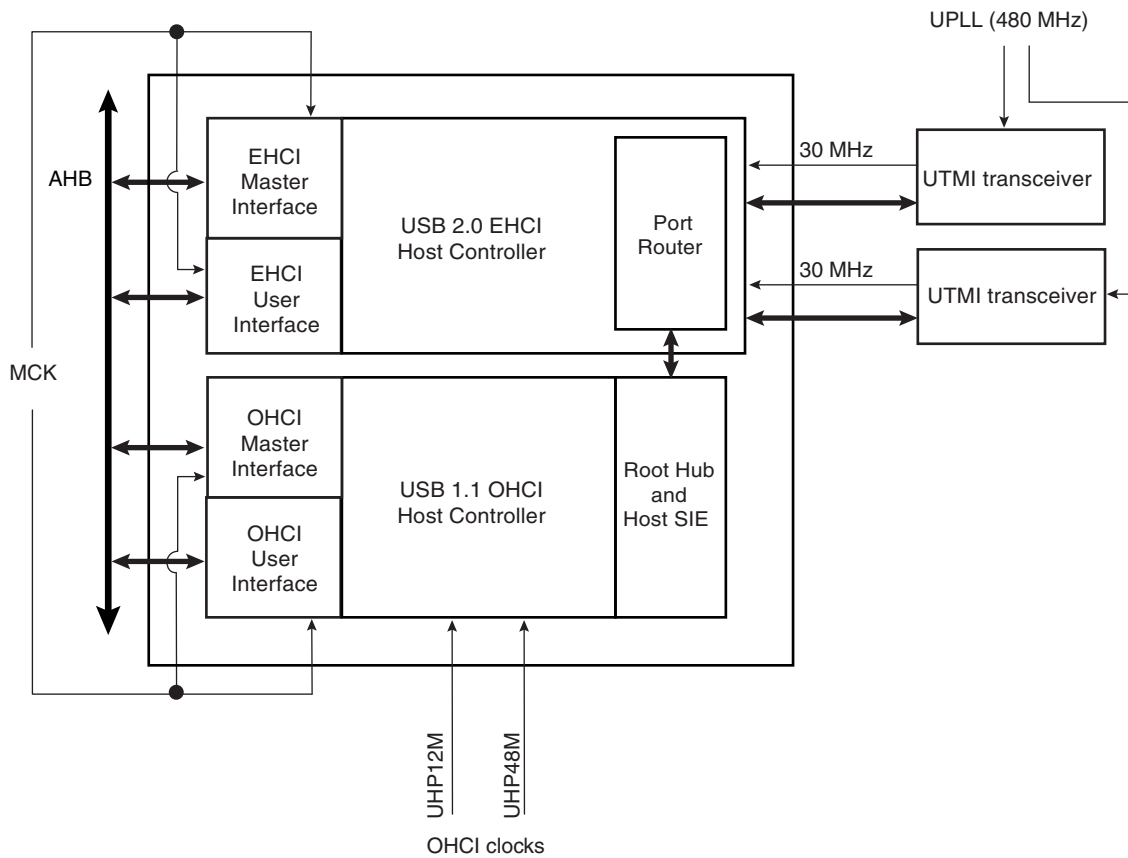 UPLL (480 MHz)
AHB
EHCI
Master
Interface
EHCI
User
Interface
USB 2.0 EHCI
Host Controller
Port
Router
30 MHz
UTMI transceiver
30 MHz
UTMI transceiver
MCK
OHCI
Master
Interface
OHCI
User
Interface
USB 1.1 OHCI
Host Controller
Root Hub
and
Host SIE
UHP12M
UHP48M
OHCI clocks